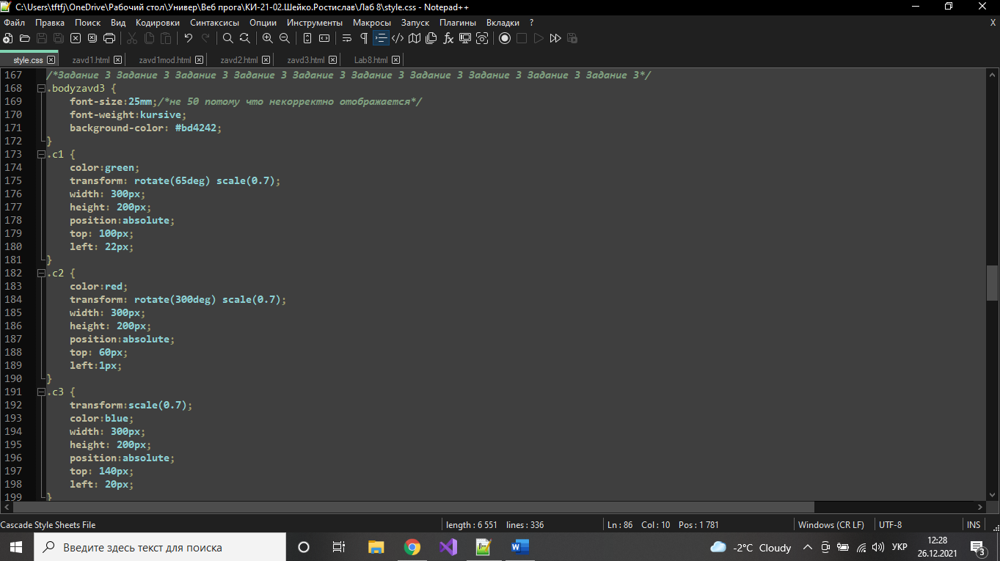 C:\Users\tftfj\OneDrive\Рабочий стол\Универ\Веб прога\КИ-21-02.Шейко.Ростислав\Лаб 8\style.css - Notepad++
Файл Правка Поиск Вид Кодировки Синтаксисы Опции Инструменты Макросы Запуск Плагины Вкладки ? X
style.css zavd1.html zavd1mod.html zavd2.html zavd3.html Lab8.html
167 /*Задание 3 Задание 3 Задание 3 Задание 3 Задание 3 Задание 3 Задание 3 Задание 3 Задание 3 Задание 3*/
168 .bodyzavd3 {
169 font-size:25mm;/*не 50 потому что некорректно отображается*/
170 font-weight:kursive;
171 background-color: #bd4242;
172 }
173 .c1 {
174 color:green;
175 transform: rotate(65deg) scale(0.7);
176 width: 300px;
177 height: 200px;
178 position:absolute;
179 top: 100px;
180 left: 22px;
181 }
182 .c2 {
183 color:red;
184 transform: rotate(300deg) scale(0.7);
185 width: 300px;
186 height: 200px;
187 position:absolute;
188 top: 60px;
189 left:1px;
190 }
191 .c3 {
192 transform:scale(0.7);
193 color:blue;
194 width: 300px;
195 height: 200px;
196 position:absolute;
197 top: 140px;
198 left: 20px;
199 }
Cascade Style Sheets File length : 6 551 lines : 336 Ln : 86 Col : 10 Pos : 1 781 Windows (CR LF) UTF-8 INS
Введите здесь текст для поиска -2°C Cloudy УКР 12:28
26.12.2021 3